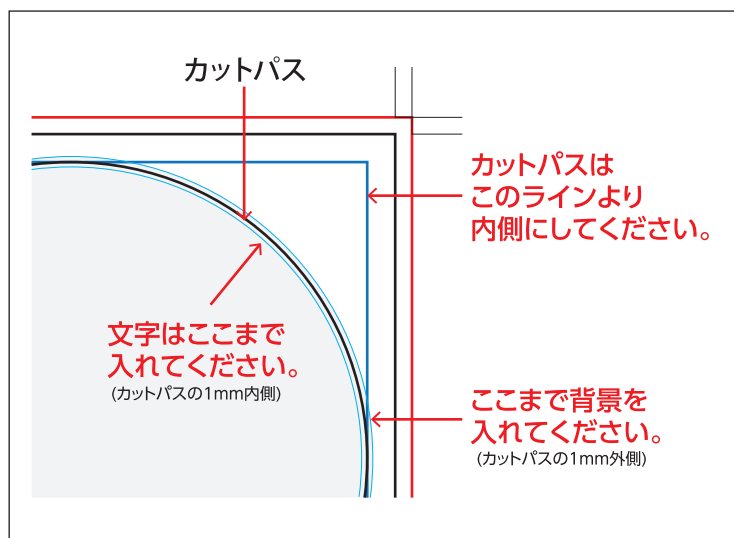 カットパス
カットパスは
このラインより
内側にしてください。
文字はここまで
入れてください。
(カットパスの1mm内側)
ここまで背景を
入れてください。
(カットパスの1mm外側)